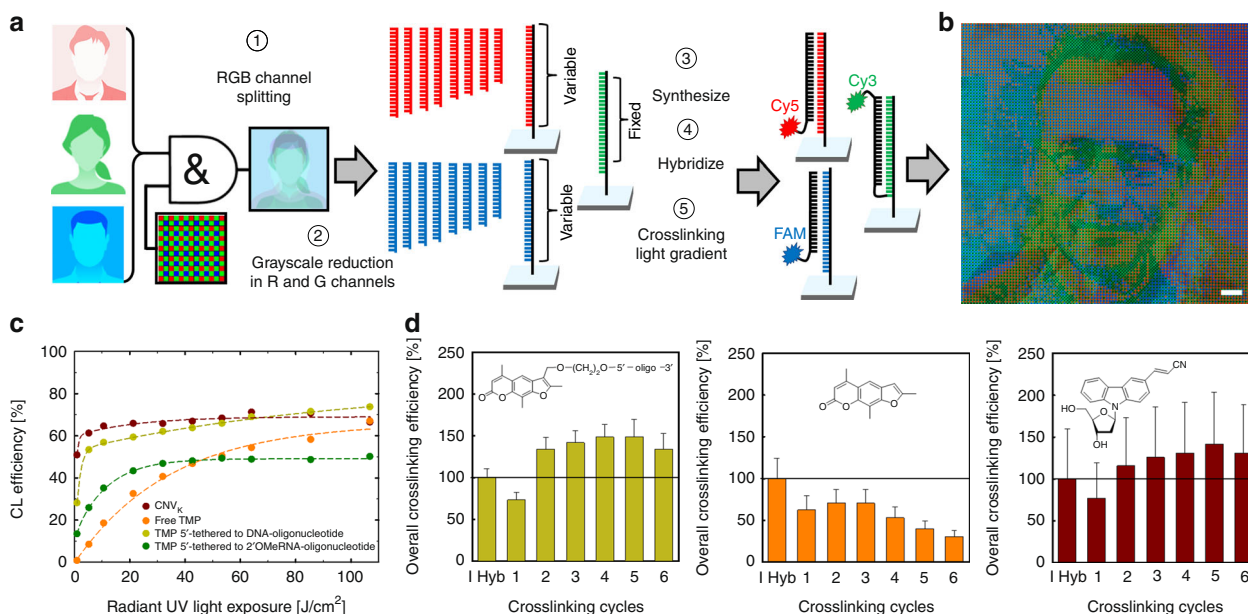 a
b
①
RGB channel
splitting
&
②
Grayscale reduction
in R and G channels
Variable
Variable
Fixed
③
Synthesize
④
Hybridize
⑤
Crosslinking
light gradient
Cy5
Cy3
FAM
c
CL efficiency [%]
100
80
60
40
20
0
CNVK
Free TMP
TMP 5′-tethered to DNA-oligonucleotide
TMP 5′-tethered to 2′OMeRNA-oligonucleotide
0 20 40 60 80 100
Radiant UV light exposure [J/cm²]
d
Overall crosslinking efficiency [%]
250
200
150
100
50
0
O–(CH2)2O–5′- oligo –3′
O O O
I Hyb 1 2 3 4 5 6
Crosslinking cycles
Overall crosslinking efficiency [%]
250
200
150
100
50
0
O O O
I Hyb 1 2 3 4 5 6
Crosslinking cycles
Overall crosslinking efficiency [%]
250
200
150
100
50
0
CN
N
HO
O
OH
I Hyb 1 2 3 4 5 6
Crosslinking cycles